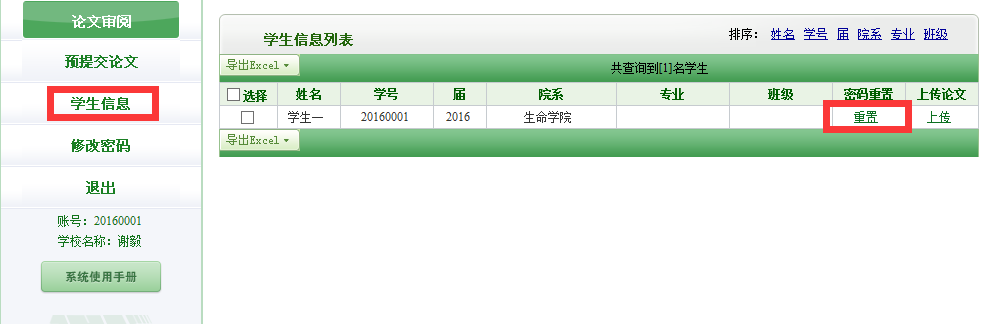 论文审阅
预提交论文
学生信息
修改密码
退出
账号：20160001
学校名称：谢毅
系统使用手册
学生信息列表
排序： 姓名 学号 届 院系 专业 班级
导出Excel
共查询到[1]名学生
选择 姓名 学号 届 院系 专业 班级 密码重置 上传论文
学生一 20160001 2016 生命学院 重置 上传
导出Excel